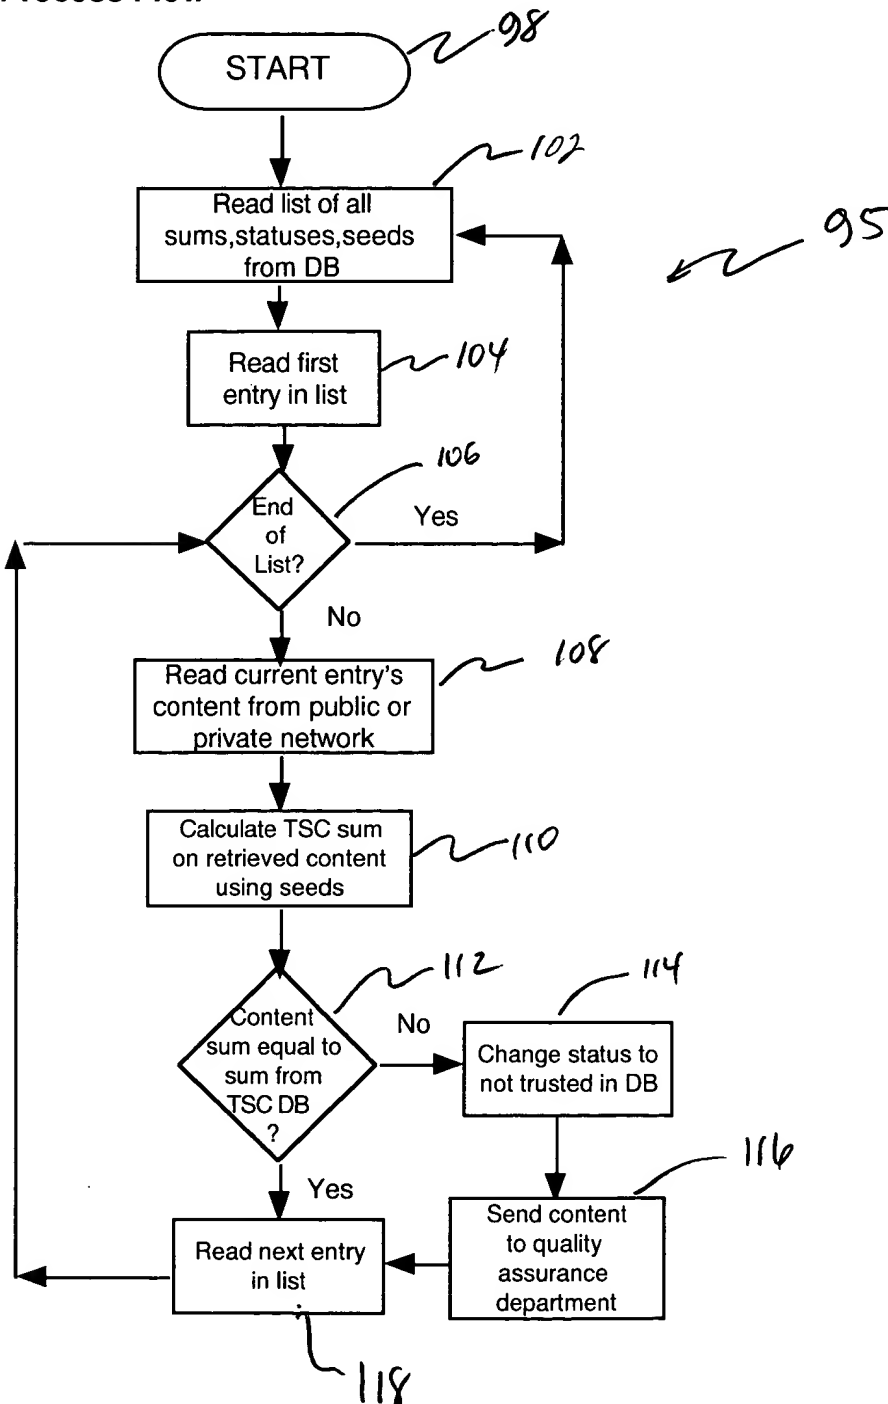 START
98
102
Read list of all
sums,statuses,seeds
from DB
95
Read first
entry in list
104
106
End
of
List?
Yes
No
108
Read current entry's
content from public or
private network
Calculate TSC sum
on retrieved content
using seeds
110
112
114
Content
sum equal to
sum from
TSC DB
?
No
Change status to
not trusted in DB
116
Yes
Send content
to quality
assurance
department
Read next entry
in list
118